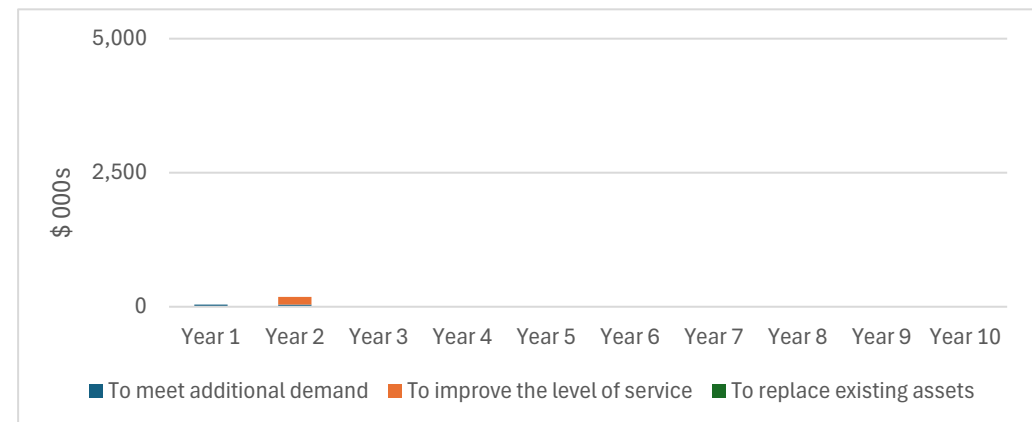 5,000
2,500
0
$ 000s
Year 1 Year 2 Year 3 Year 4 Year 5 Year 6 Year 7 Year 8 Year 9 Year 10
To meet additional demand To improve the level of service To replace existing assets